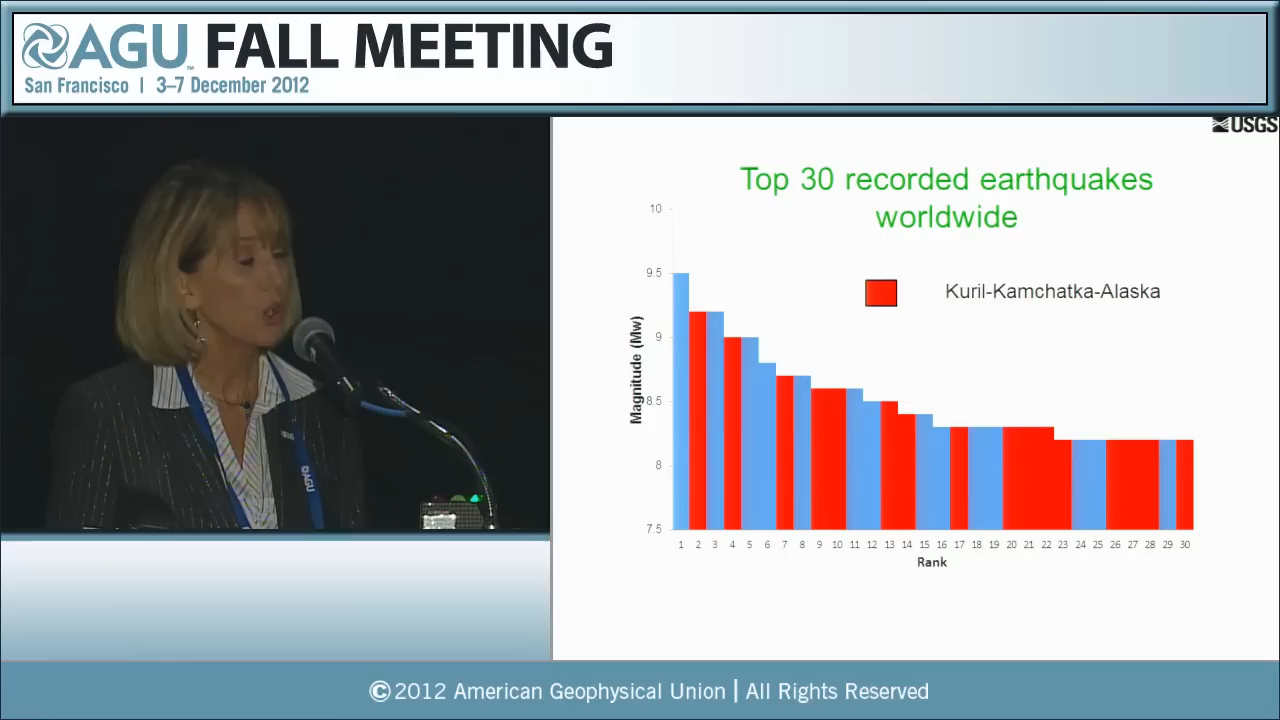 AGU™ FALL MEETING
San Francisco | 3–7 December 2012
USGS
Top 30 recorded earthquakes
worldwide
Kuril-Kamchatka-Alaska
Magnitude (Mw)
10
9.5
9
8.5
8
7.5
1 2 3 4 5 6 7 8 9 10 11 12 13 14 15 16 17 18 19 20 21 22 23 24 25 26 27 28 29 30
Rank
AGU
©2012 American Geophysical Union | All Rights Reserved